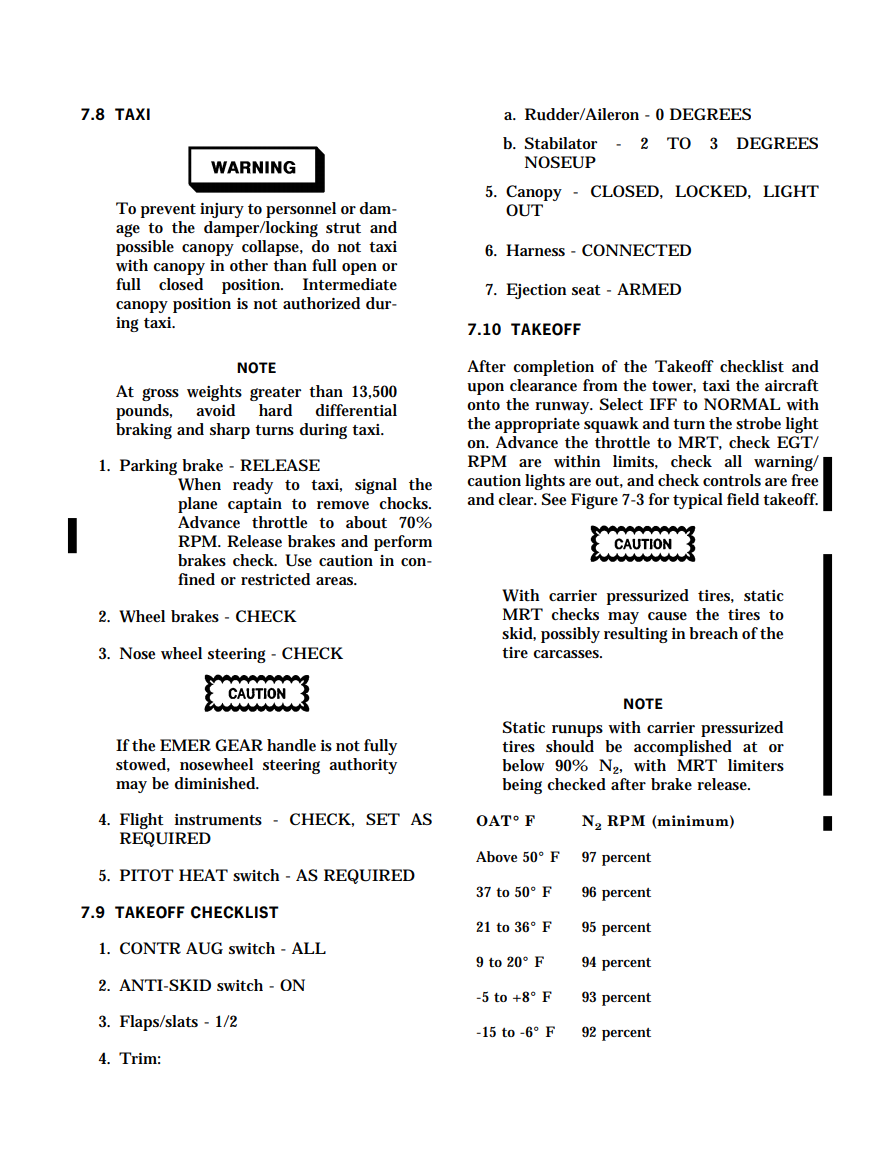 7.8 TAXI
WARNING
To prevent injury to personnel or dam-
age to the damper/locking strut and
possible canopy collapse, do not taxi
with canopy in other than full open or
full closed position. Intermediate
canopy position is not authorized dur-
ing taxi.
NOTE
At gross weights greater than 13,500
pounds, avoid hard differential
braking and sharp turns during taxi.
1. Parking brake - RELEASE
When ready to taxi, signal the
plane captain to remove chocks.
Advance throttle to about 70%
RPM. Release brakes and perform
brakes check. Use caution in con-
fined or restricted areas.
2. Wheel brakes - CHECK
3. Nose wheel steering - CHECK
CAUTION
If the EMER GEAR handle is not fully
stowed, nosewheel steering authority
may be diminished.
4. Flight instruments - CHECK, SET AS
REQUIRED
5. PITOT HEAT switch - AS REQUIRED
7.9 TAKEOFF CHECKLIST
1. CONTR AUG switch - ALL
2. ANTI-SKID switch - ON
3. Flaps/slats - 1/2
4. Trim:
a. Rudder/Aileron - 0 DEGREES
b. Stabilator - 2 TO 3 DEGREES
NOSEUP
5. Canopy - CLOSED, LOCKED, LIGHT
OUT
6. Harness - CONNECTED
7. Ejection seat - ARMED
7.10 TAKEOFF
After completion of the Takeoff checklist and
upon clearance from the tower, taxi the aircraft
onto the runway. Select IFF to NORMAL with
the appropriate squawk and turn the strobe light
on. Advance the throttle to MRT, check EGT/
RPM are within limits, check all warning/
caution lights are out, and check controls are free
and clear. See Figure 7-3 for typical field takeoff.
CAUTION
With carrier pressurized tires, static
MRT checks may cause the tires to
skid, possibly resulting in breach of the
tire carcasses.
NOTE
Static runups with carrier pressurized
tires should be accomplished at or
below 90% N₂, with MRT limiters
being checked after brake release.
OAT° F N₂ RPM (minimum)
Above 50° F 97 percent
37 to 50° F 96 percent
21 to 36° F 95 percent
9 to 20° F 94 percent
-5 to +8° F 93 percent
-15 to -6° F 92 percent